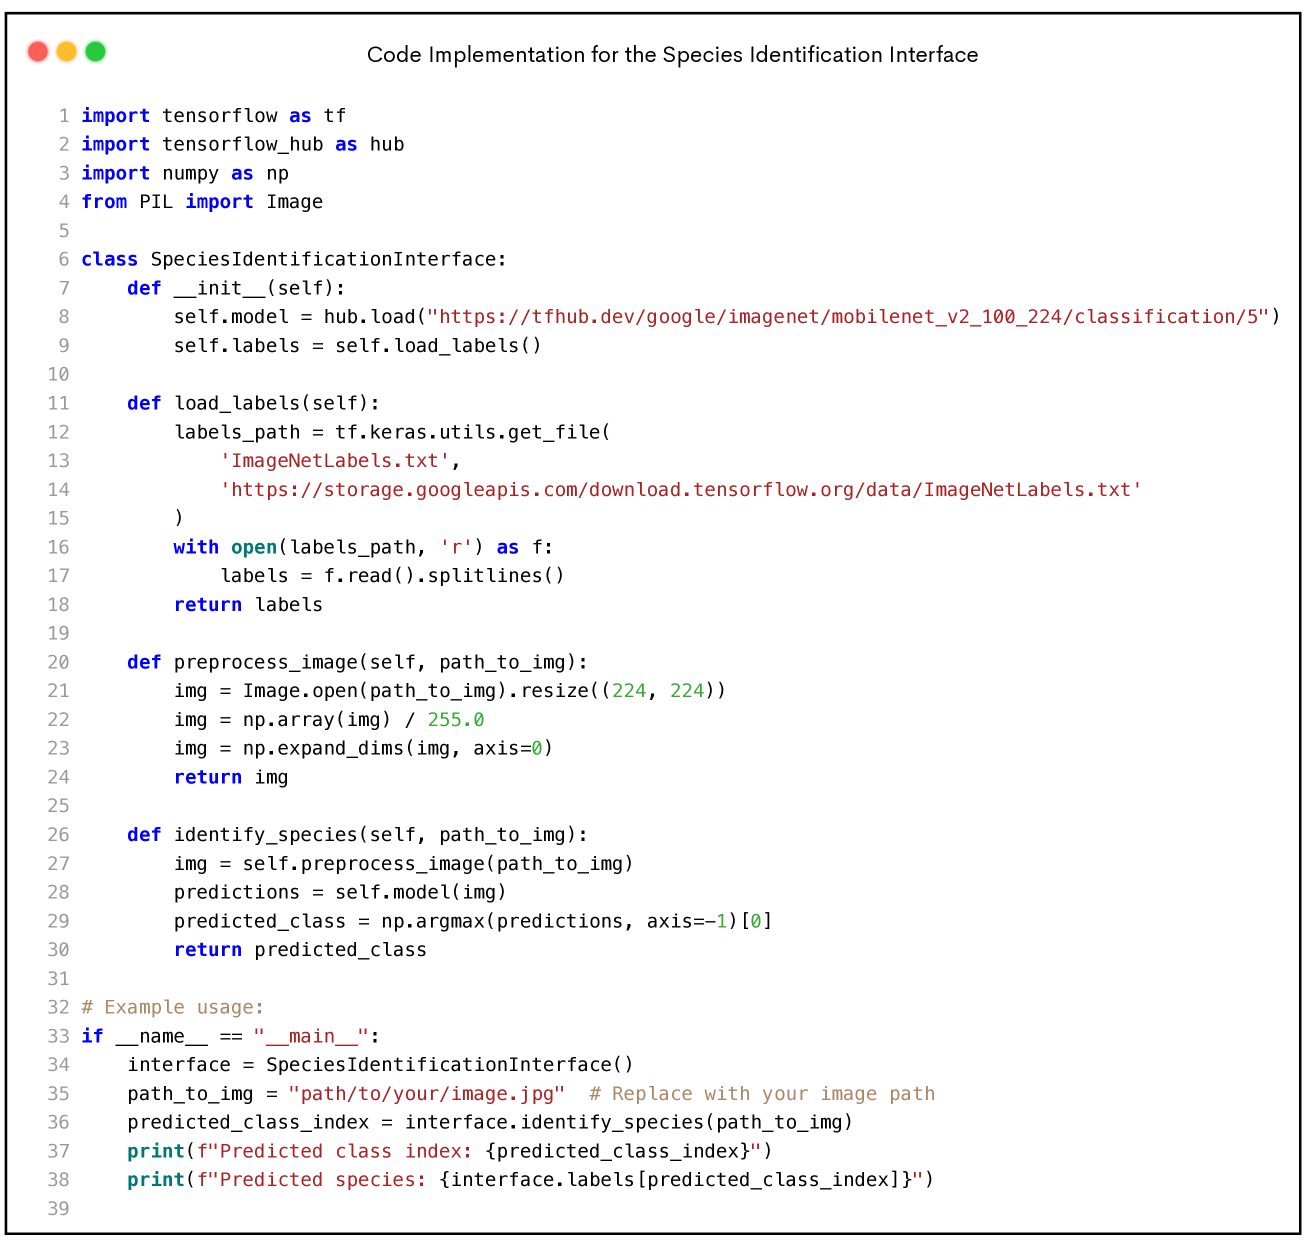 Code Implementation for the Species Identification Interface
1 import tensorflow as tf
2 import tensorflow_hub as hub
3 import numpy as np
4 from PIL import Image
5
6 class SpeciesIdentificationInterface:
7     def __init__(self):
8         self.model = hub.load("https://tfhub.dev/google/imagenet/mobilenet_v2_100_224/classification/5")
9         self.labels = self.load_labels()
10
11     def load_labels(self):
12         labels_path = tf.keras.utils.get_file(
13             'ImageNetLabels.txt',
14             'https://storage.googleapis.com/download.tensorflow.org/data/ImageNetLabels.txt'
15         )
16         with open(labels_path, 'r') as f:
17             labels = f.read().splitlines()
18         return labels
19
20     def preprocess_image(self, path_to_img):
21         img = Image.open(path_to_img).resize((224, 224))
22         img = np.array(img) / 255.0
23         img = np.expand_dims(img, axis=0)
24         return img
25
26     def identify_species(self, path_to_img):
27         img = self.preprocess_image(path_to_img)
28         predictions = self.model(img)
29         predicted_class = np.argmax(predictions, axis=-1)[0]
30         return predicted_class
31
32 # Example usage:
33 if __name__ == "__main__":
34     interface = SpeciesIdentificationInterface()
35     path_to_img = "path/to/your/image.jpg"  # Replace with your image path
36     predicted_class_index = interface.identify_species(path_to_img)
37     print(f"Predicted class index: {predicted_class_index}")
38     print(f"Predicted species: {interface.labels[predicted_class_index]}")
39